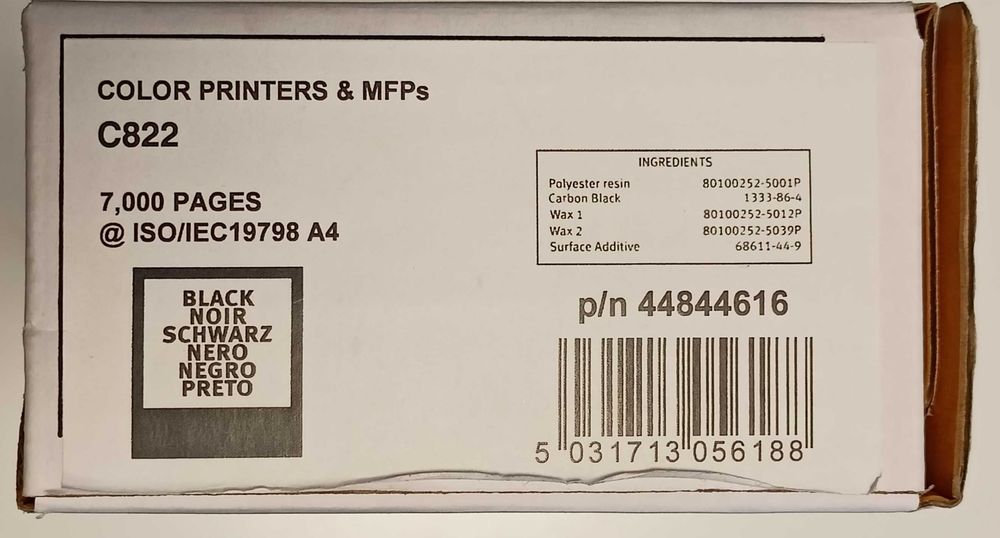 COLOR PRINTERS & MFPs
C822
7,000 PAGES
@ ISO/IEC19798 A4
BLACK
NOIR
SCHWARZ
NERO
NEGRO
PRETO
INGREDIENTS
Polyester resin 80100252-5001P
Carbon Black 1333-86-4
Wax 1 80100252-5012P
Wax 2 80100252-5039P
Surface Additive 68611-44-9
p/n 44844616
5 031713 056188